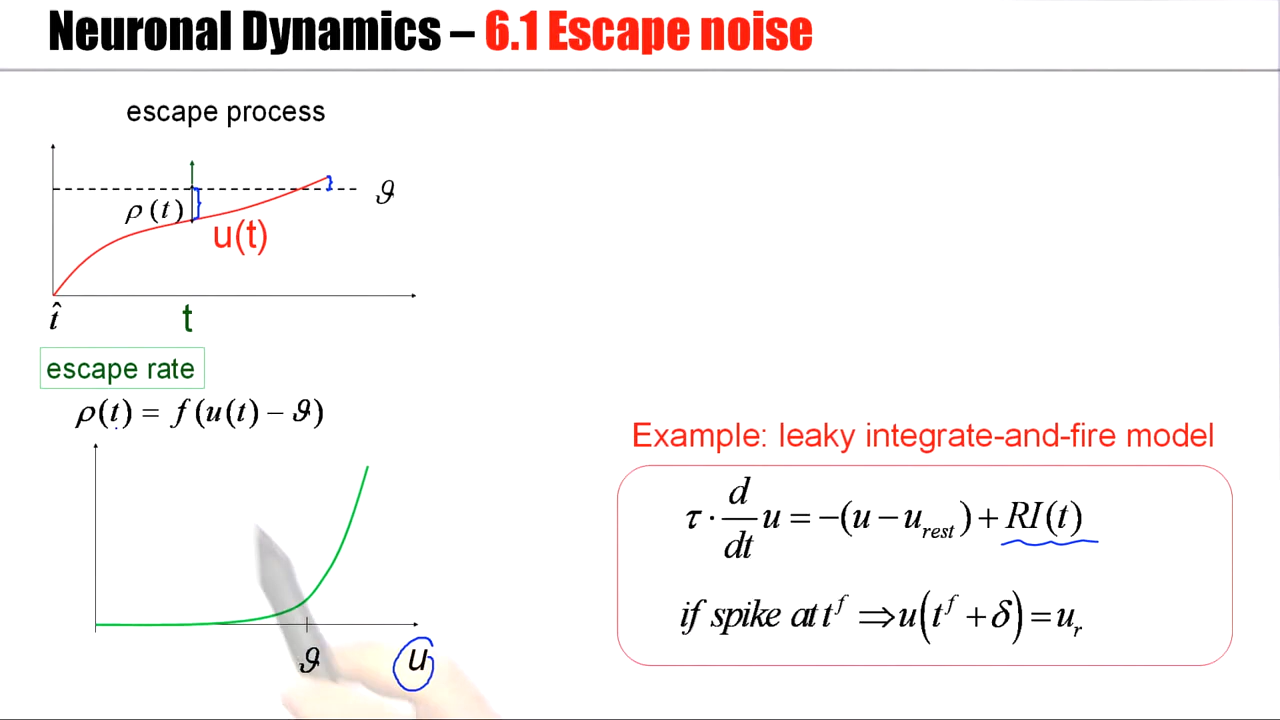 Neuronal Dynamics – 6.1 Escape noise
escape process
ϑ
ρ(t)
u(t)
t̂
t
escape rate
ρ(t) = f(u(t) − ϑ)
ϑ
u
Example: leaky integrate-and-fire model
τ · d/dt u = −(u − u_rest) + RI(t)
if spike at t^f ⇒ u(t^f + δ) = u_r